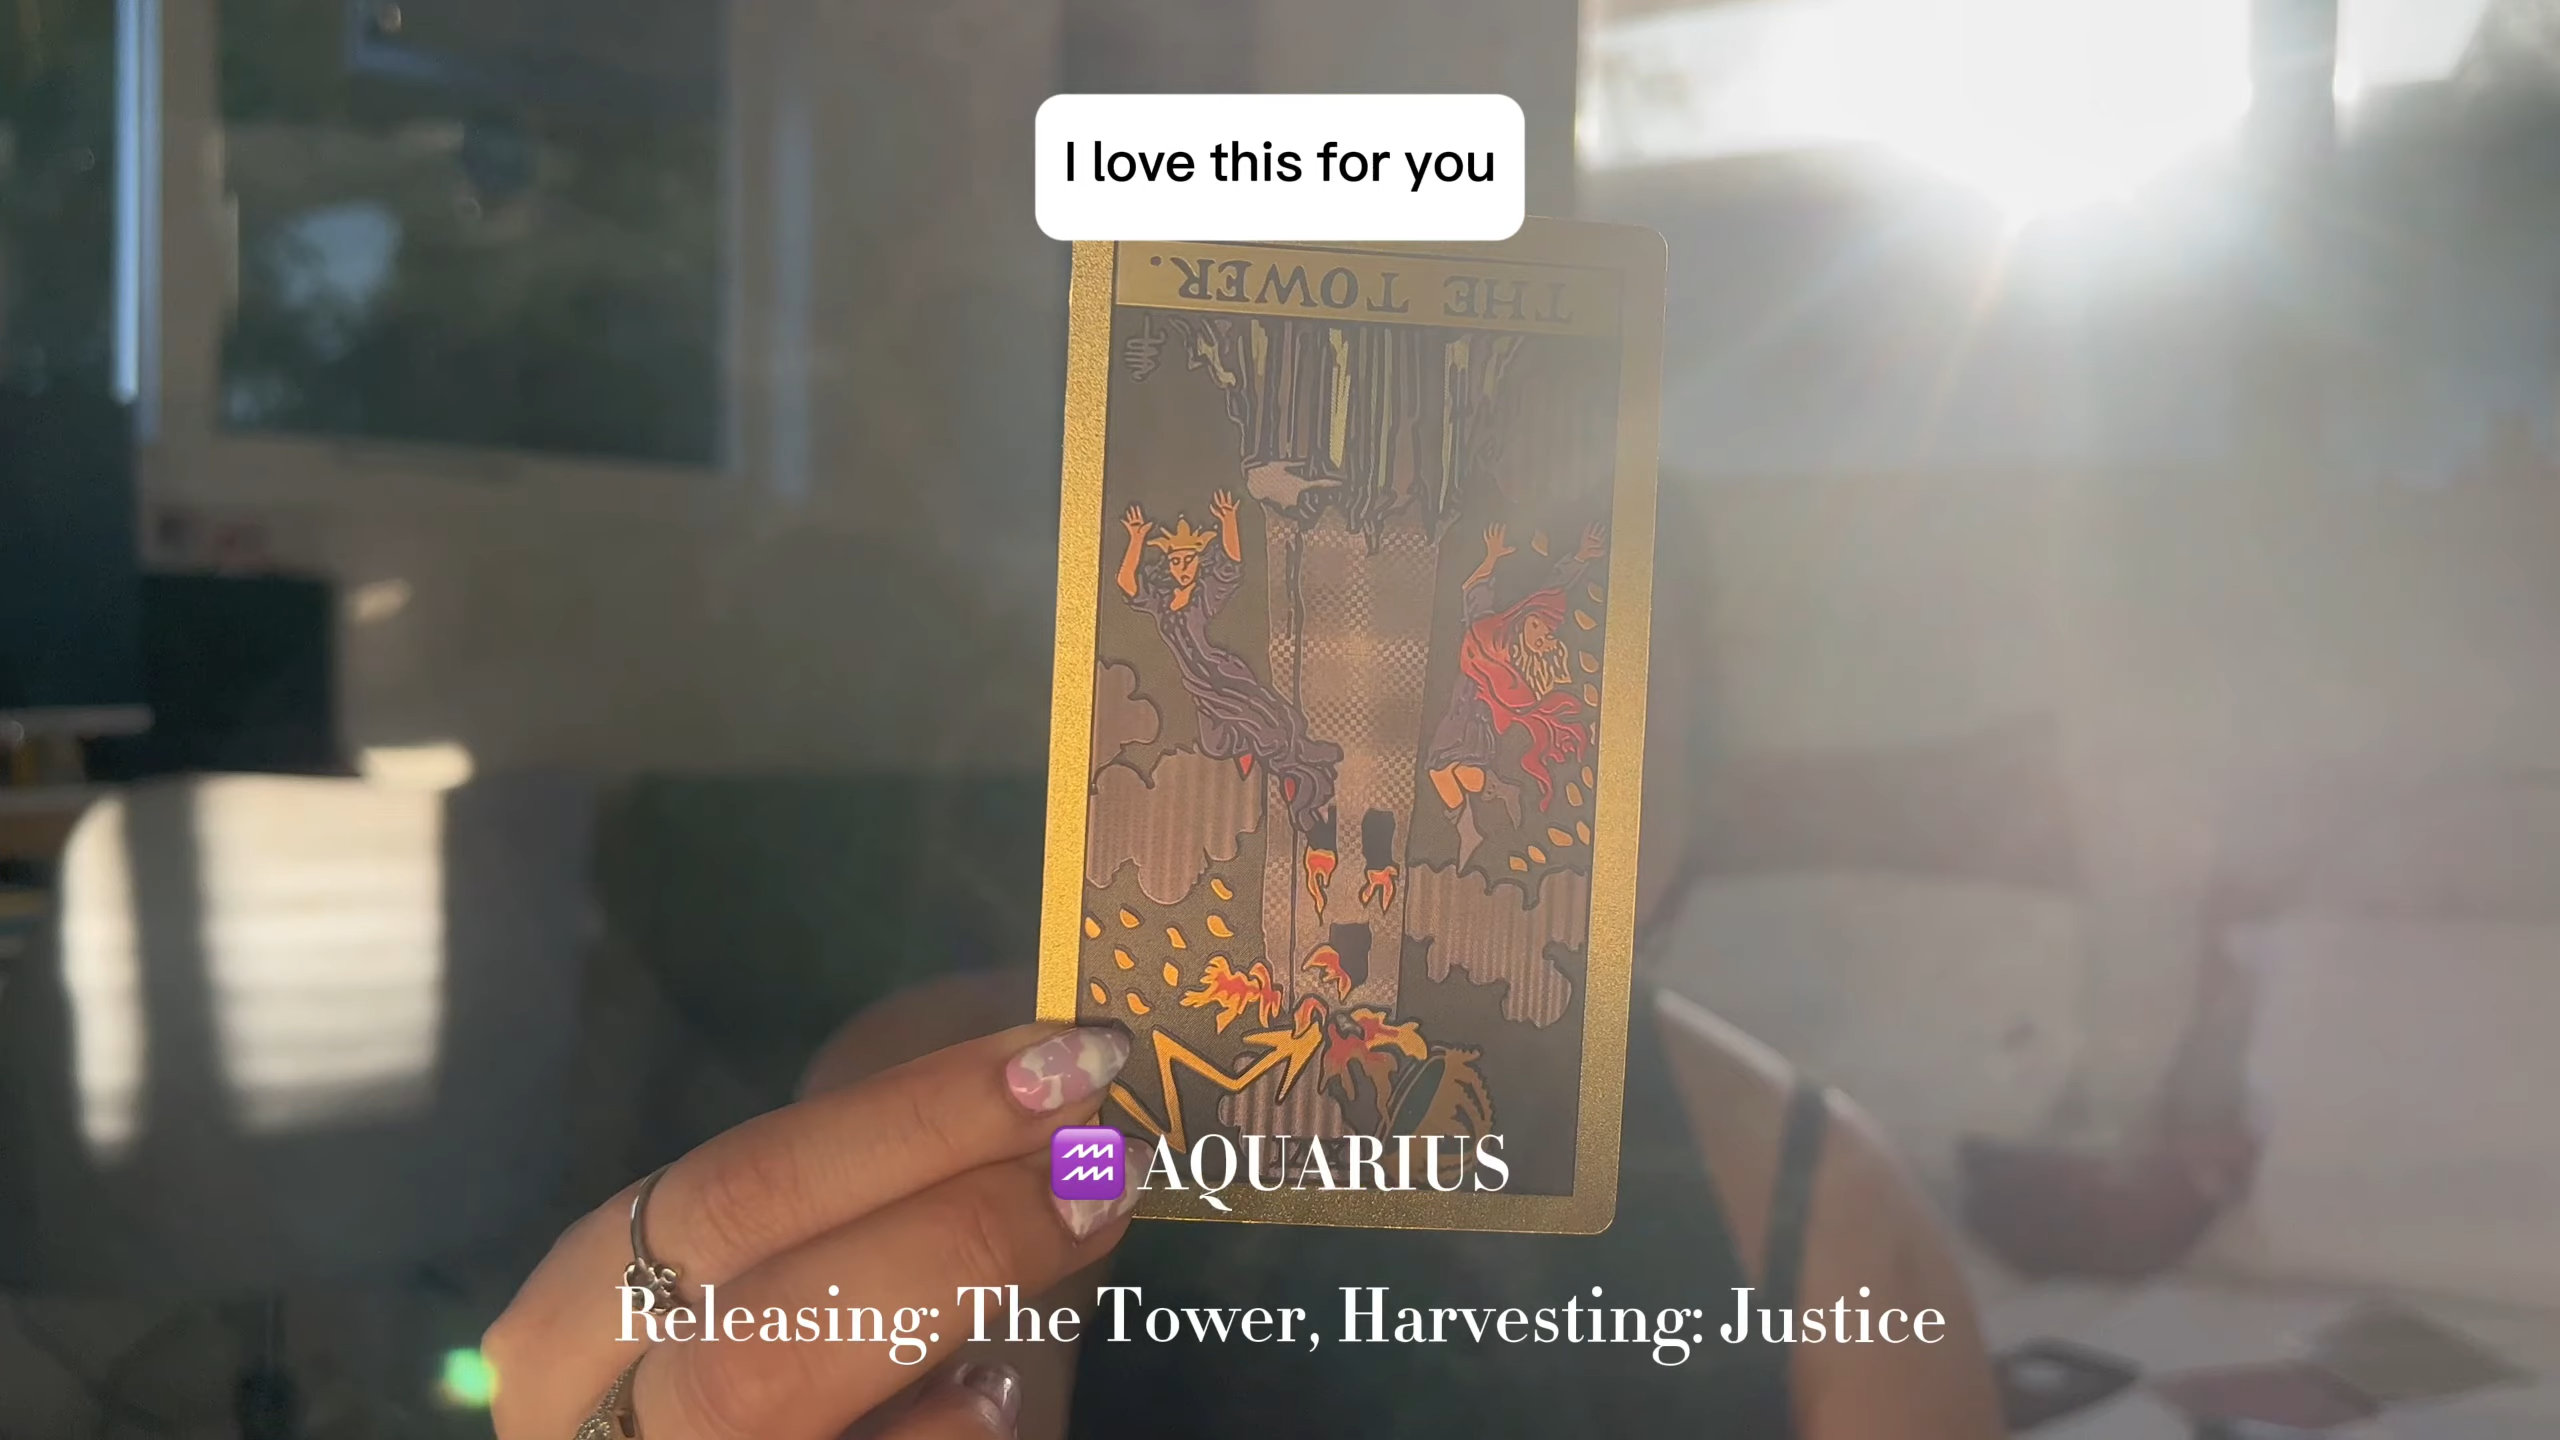 I love this for you
THE TOWER.
♒ AQUARIUS
Releasing: The Tower, Harvesting: Justice